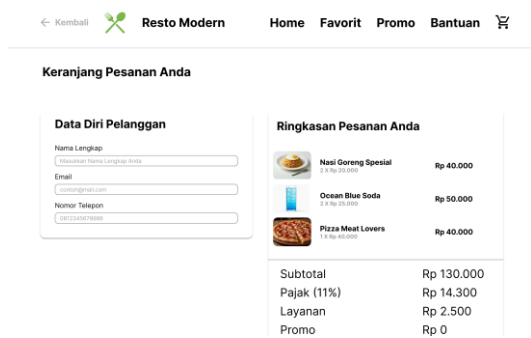 ← Kembali Resto Modern Home Favorit Promo Bantuan
Keranjang Pesanan Anda
Data Diri Pelanggan
Nama Lengkap
Masukkan Nama Lengkap Anda
Email
contoh@mail.com
Nomor Telepon
081234567888
Ringkasan Pesanan Anda
Nasi Goreng Spesial Rp 40.000
2 X Rp 20.000
Ocean Blue Soda Rp 50.000
2 X Rp 25.000
Pizza Meat Lovers Rp 40.000
1 X Rp 40.000
Subtotal Rp 130.000
Pajak (11%) Rp 14.300
Layanan Rp 2.500
Promo Rp 0